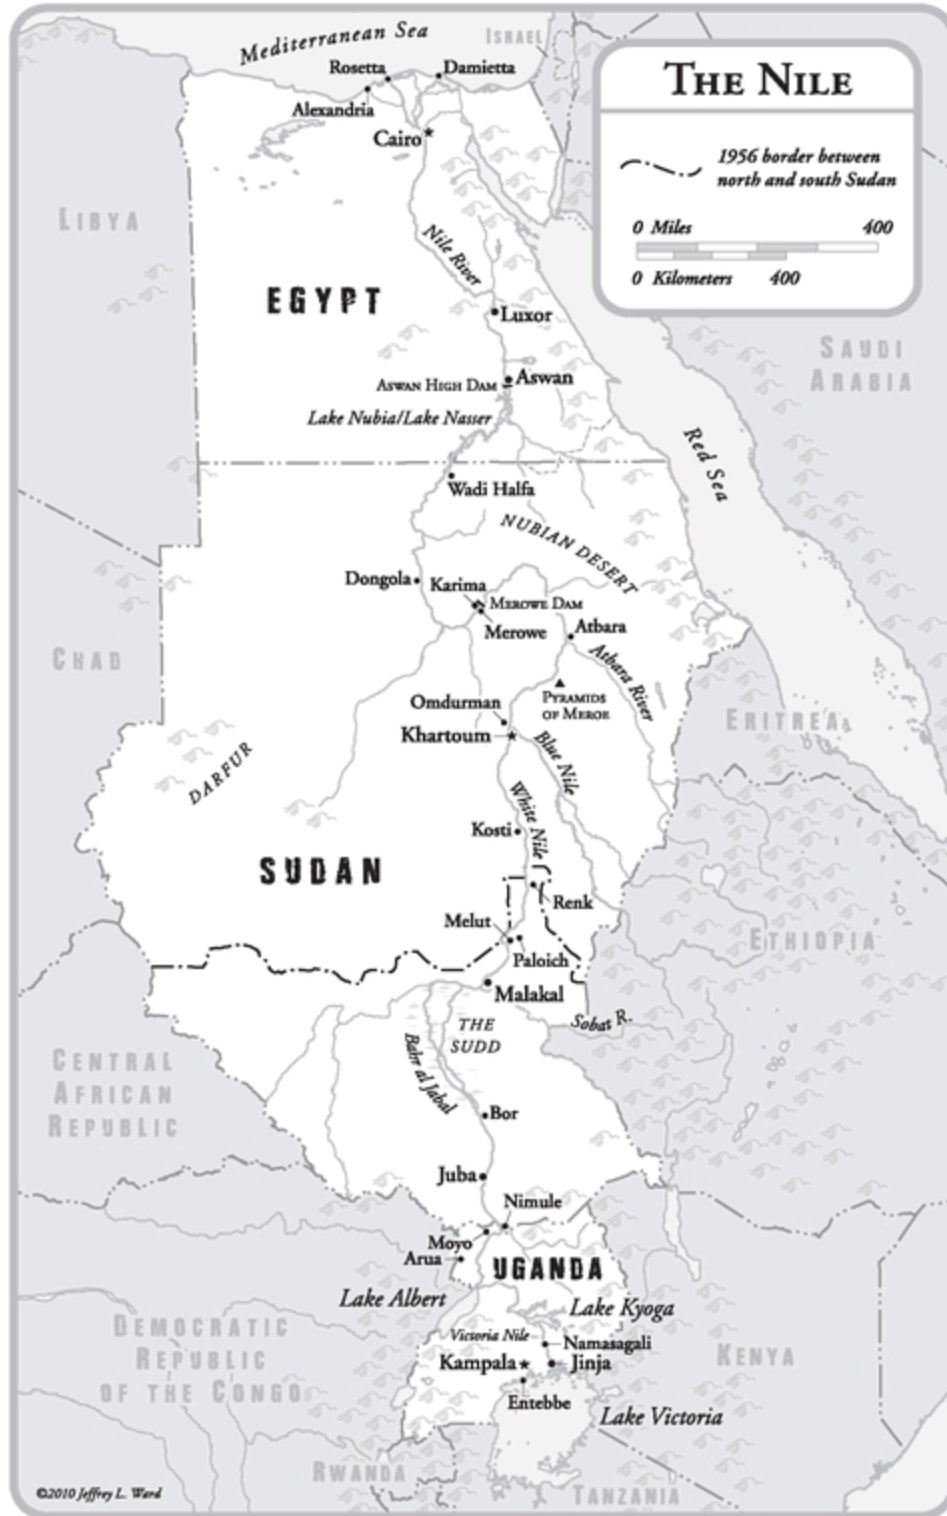 Mediterranean Sea
ISRAEL
THE NILE
Rosetta
Damietta
Alexandria
Cairo
1956 border between
north and south Sudan
LIBYA
0 Miles 400
0 Kilometers 400
Nile River
EGYPT
Luxor
SAUDI
ARABIA
ASWAN HIGH DAM
Aswan
Lake Nubia/Lake Nasser
Red Sea
Wadi Halfa
NUBIAN DESERT
Dongola
Karima
MEROWE DAM
Merowe
Atbara
CHAD
Atbara River
PYRAMIDS
OF MEROE
Omdurman
Khartoum
ERITREA
Blue Nile
DARFUR
White Nile
Kosti
SUDAN
Renk
Melut
Paloich
ETHIOPIA
Malakal
Sobat R.
THE
SUDD
Bahr al Jabal
CENTRAL
AFRICAN
REPUBLIC
Bor
Juba
Nimule
Moyo
Arua
UGANDA
Lake Albert
Lake Kyoga
DEMOCRATIC
REPUBLIC
OF THE CONGO
Victoria Nile
Namasagali
Kampala
Jinja
KENYA
Entebbe
Lake Victoria
RWANDA
TANZANIA
©2010 Jeffrey L. Ward